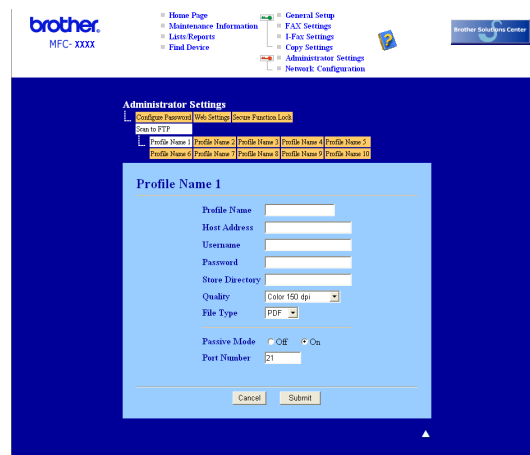 brother.
MFC- XXXX
Home Page
Maintenance Information
Lists/Reports
Find Device
General Setup
FAX Settings
I-Fax Settings
Copy Settings
Administrator Settings
Network Configuration
Brother Solutions Center
Administrator Settings
Configure Password Web Settings Secure Function Lock
Scan to FTP
Profile Name 1 Profile Name 2 Profile Name 3 Profile Name 4 Profile Name 5
Profile Name 6 Profile Name 7 Profile Name 8 Profile Name 9 Profile Name 10
Profile Name 1
Profile Name
Host Address
Username
Password
Store Directory
Quality Color 150 dpi
File Type PDF
Passive Mode Off On
Port Number 21
Cancel Submit